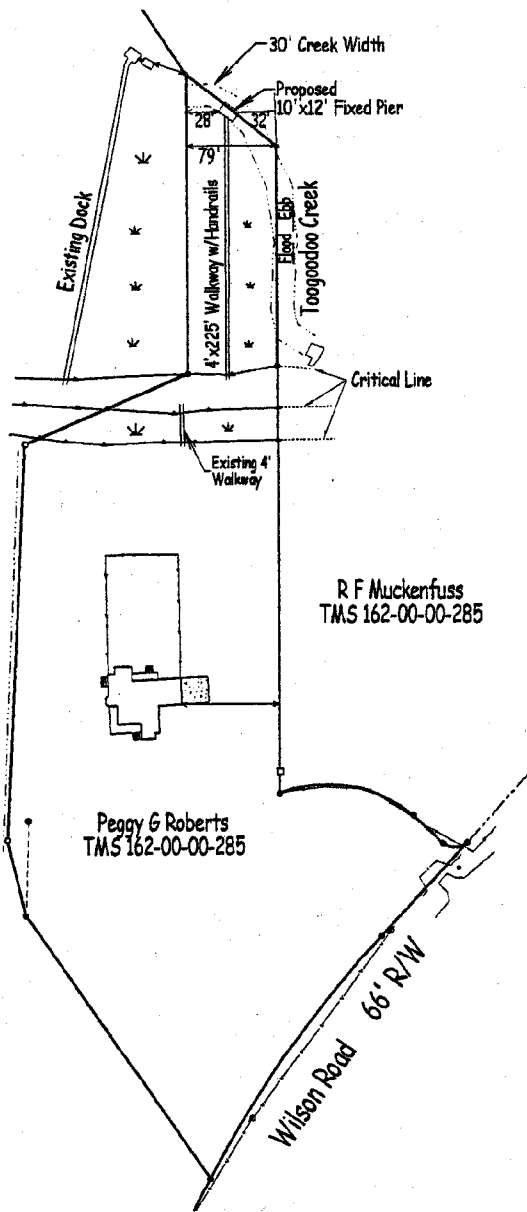 30' Creek Width
Proposed
10'x12' Fixed Pier
28'
32'
79'
Existing Dock
4'x225' Walkway w/Handrails
Flood Ebb
Toogoodoo Creek
Critical Line
Existing 4'
Walkway
R F Muckenfuss
TMS 162-00-00-285
Peggy G Roberts
TMS 162-00-00-285
Wilson Road 66' R/W